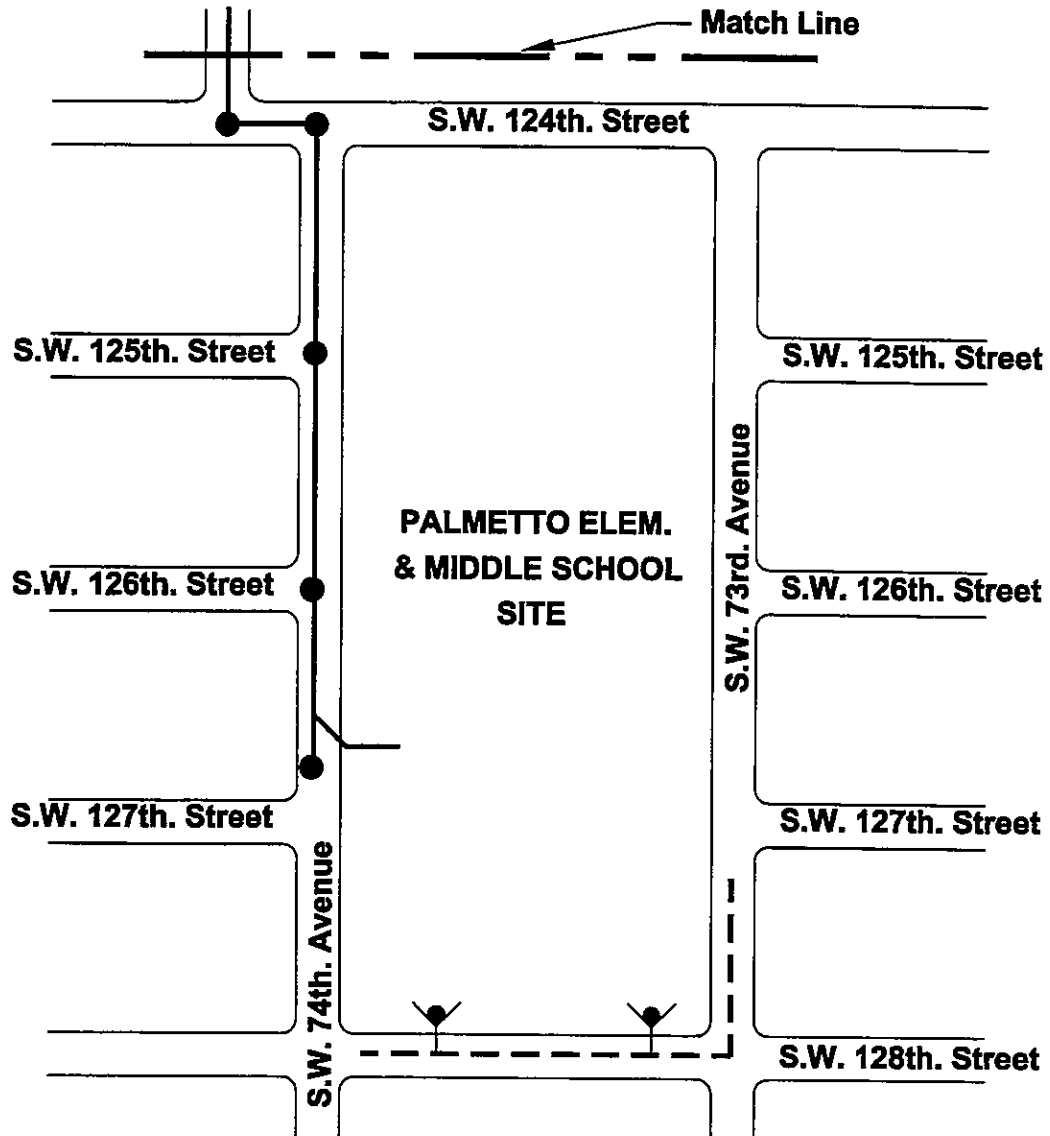 Match Line
S.W. 124th. Street
S.W. 125th. Street
S.W. 125th. Street
PALMETTO ELEM.
& MIDDLE SCHOOL
SITE
S.W. 73rd. Avenue
S.W. 126th. Street
S.W. 126th. Street
S.W. 127th. Street
S.W. 127th. Street
S.W. 74th. Avenue
S.W. 128th. Street